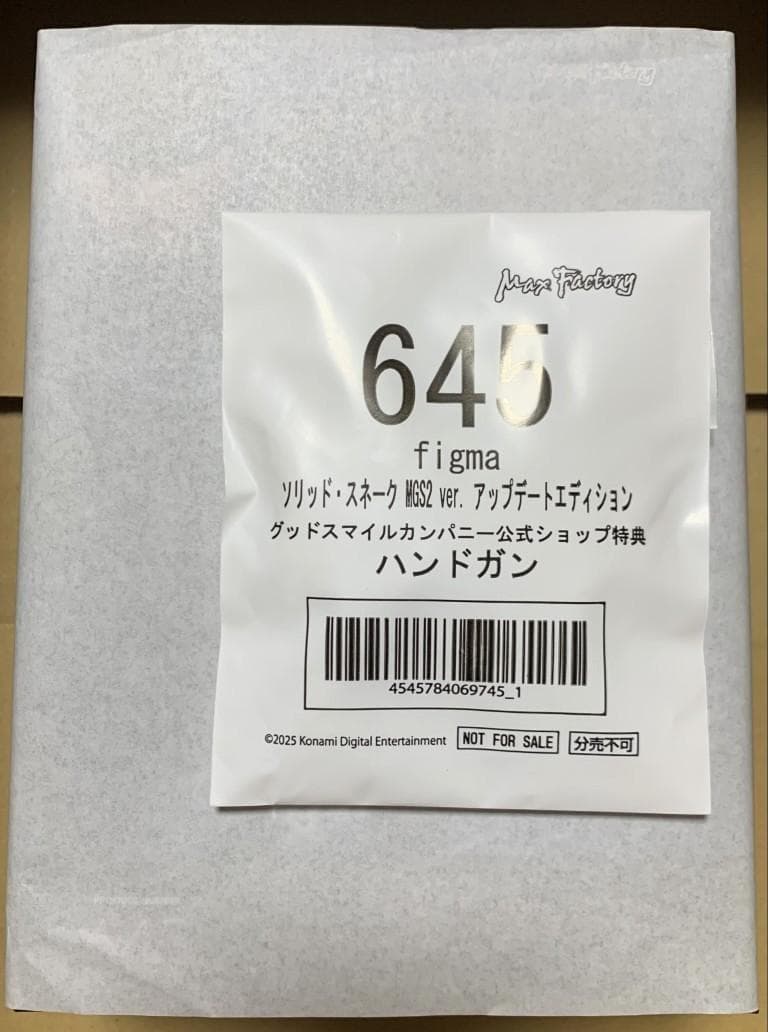 Max Factory
645
figma
ソリッド・スネーク MGS2 ver. アップデートエディション
グッドスマイルカンパニー公式ショップ特典
ハンドガン
4545784069745_1
©2025 Konami Digital Entertainment NOT FOR SALE 分売不可